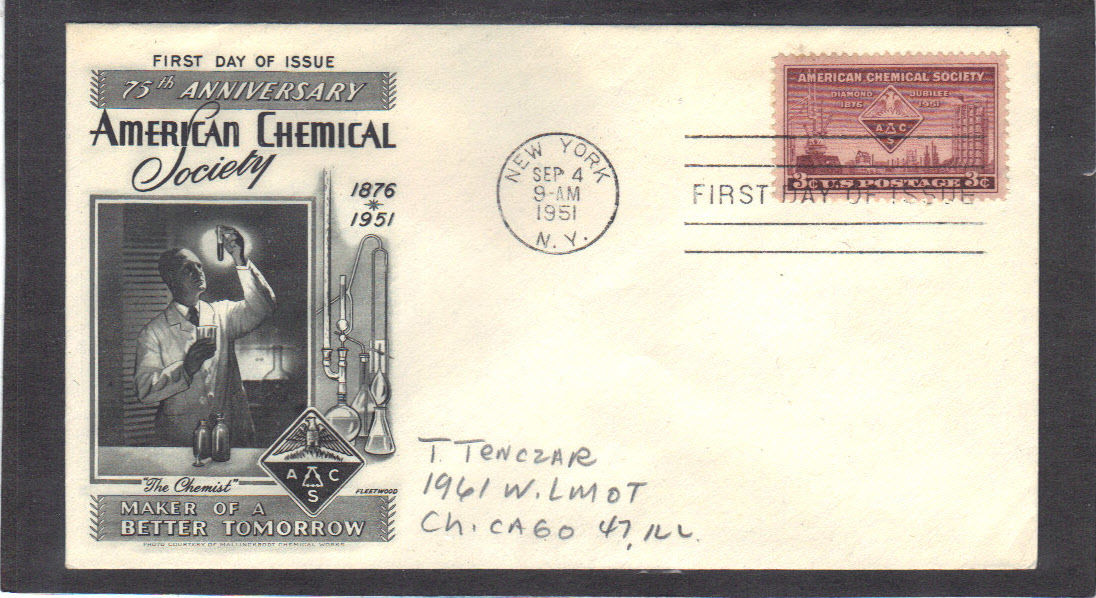 FIRST DAY OF ISSUE
75th ANNIVERSARY
AMERICAN CHEMICAL
Society
1876
1951
A C
S
"The Chemist"
FLEETWOOD
MAKER OF A
BETTER TOMORROW
PHOTO COURTESY OF MALLINCKRODT CHEMICAL WORKS
NEW YORK
SEP 4
9-AM
1951
N.Y.
AMERICAN CHEMICAL SOCIETY
DIAMOND JUBILEE
1876 1951
A C
S
3c U.S. POSTAGE 3c
FIRST DAY OF ISSUE
T TENCZAR
1961 W. LMOT
CHiCAGO 47, ILL.